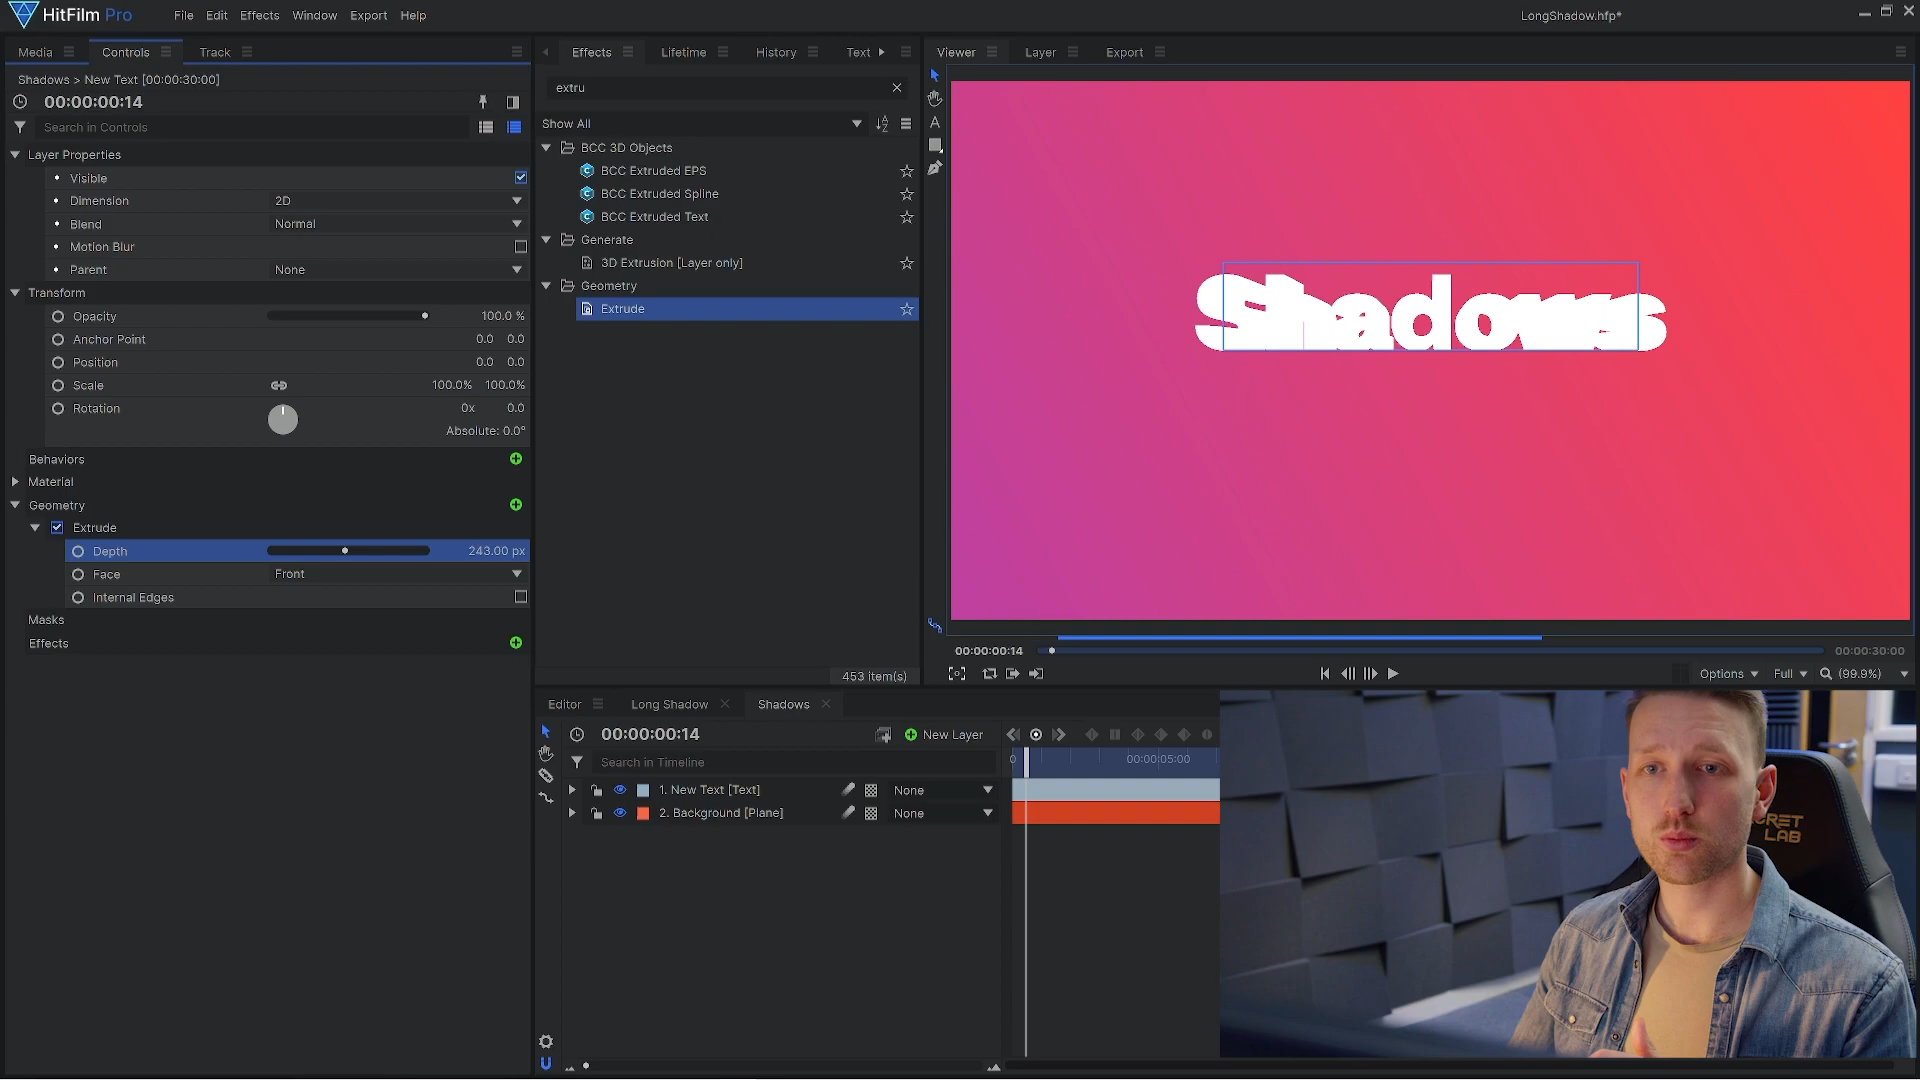 HitFilm Pro
File Edit Effects Window Export Help
LongShadow.hfp*
Media Controls Track
Shadows > New Text [00:00:30:00]
00:00:00:14
Search in Controls
Layer Properties
Visible
Dimension 2D
Blend Normal
Motion Blur
Parent None
Transform
Opacity 100.0 %
Anchor Point 0.0 0.0
Position 0.0 0.0
Scale 100.0% 100.0%
Rotation 0x 0.0
Absolute: 0.0°
Behaviors
Material
Geometry
Extrude
Depth 243.00 px
Face Front
Internal Edges
Masks
Effects
Effects Lifetime History Text
extru
Show All
BCC 3D Objects
BCC Extruded EPS
BCC Extruded Spline
BCC Extruded Text
Generate
3D Extrusion [Layer only]
Geometry
Extrude
453 item(s)
Viewer Layer Export
Shadows
00:00:00:14 00:00:30:00
Options Full (99.9%)
Editor Long Shadow Shadows
00:00:00:14 New Layer
Search in Timeline
0 00:00:05:00
1. New Text [Text] None
2. Background [Plane] None
CRET
LAB